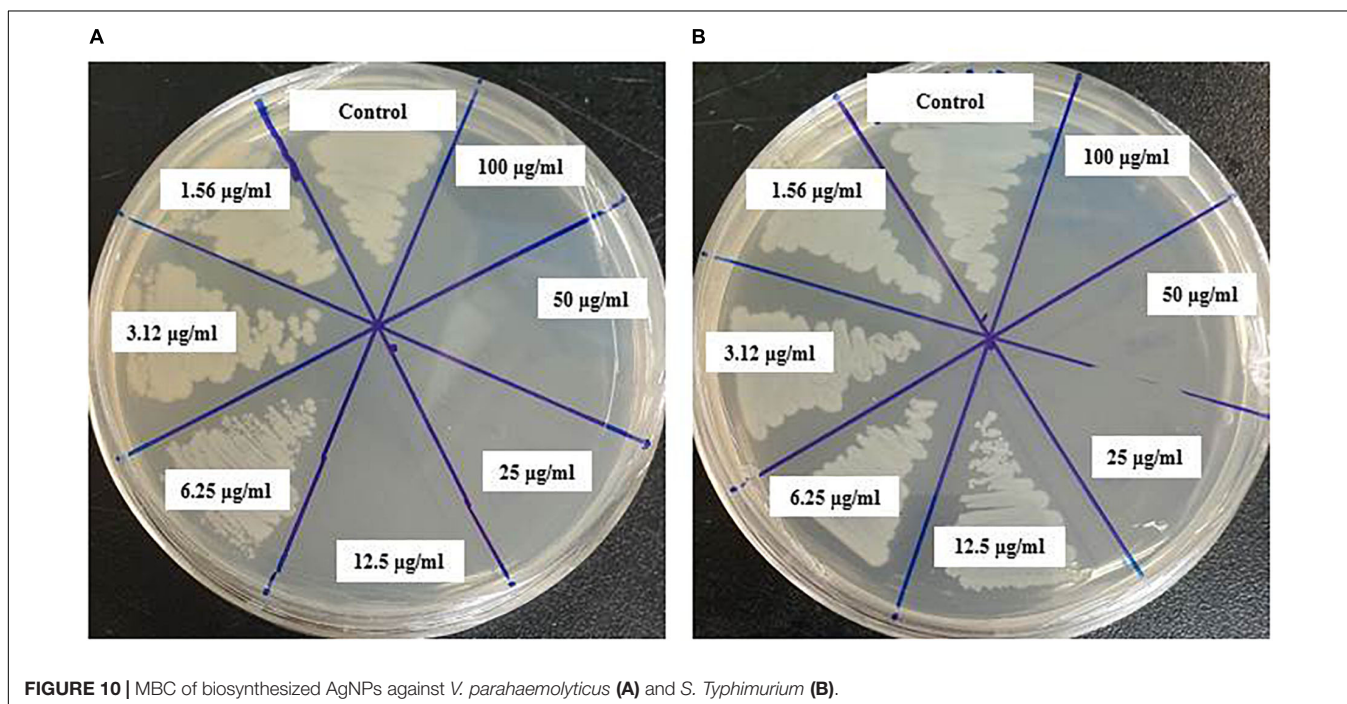 A
Control
100 µg/ml
50 µg/ml
25 µg/ml
12.5 µg/ml
6.25 µg/ml
3.12 µg/ml
1.56 µg/ml
B
Control
100 µg/ml
50 µg/ml
25 µg/ml
12.5 µg/ml
6.25 µg/ml
3.12 µg/ml
1.56 µg/ml
FIGURE 10 | MBC of biosynthesized AgNPs against V. parahaemolyticus (A) and S. Typhimurium (B).